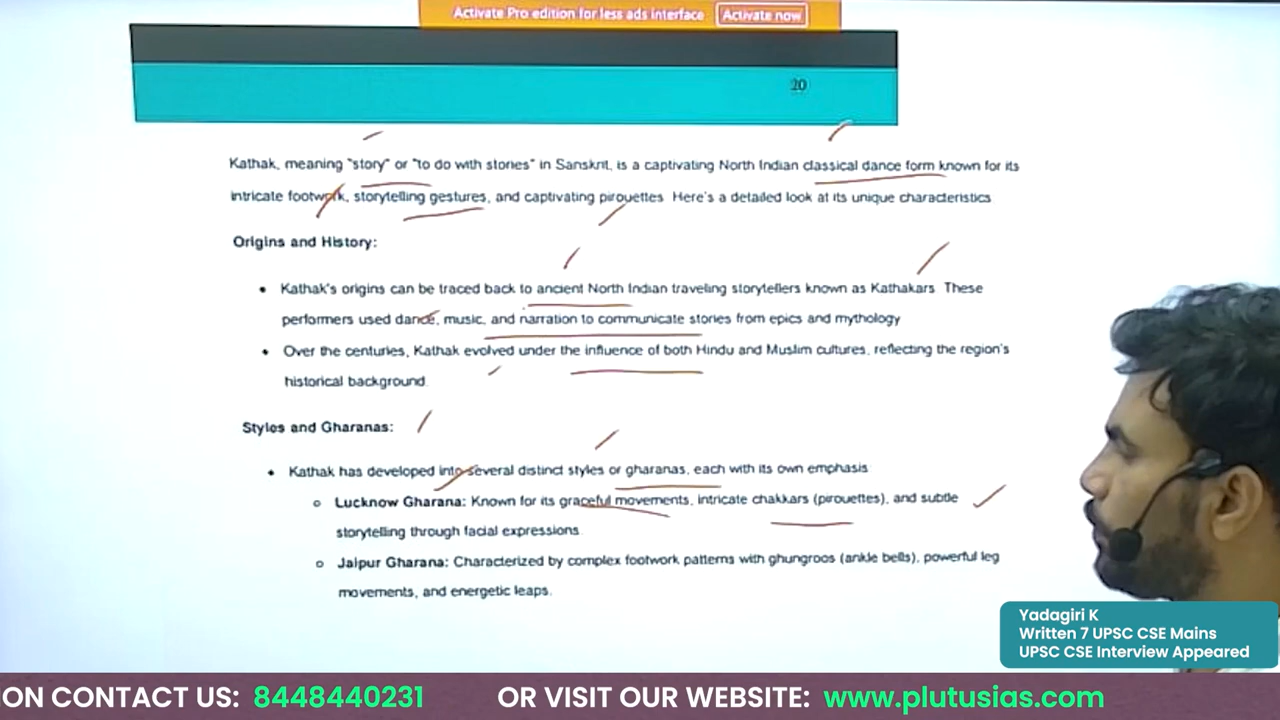 Activate Pro edition for less ads interface Activate now
20
Kathak, meaning "story" or "to do with stories" in Sanskrit, is a captivating North Indian classical dance form known for its
intricate footwork, storytelling gestures, and captivating pirouettes. Here's a detailed look at its unique characteristics
Origins and History:
• Kathak's origins can be traced back to ancient North Indian traveling storytellers known as Kathakars. These
performers used dance, music, and narration to communicate stories from epics and mythology
• Over the centuries, Kathak evolved under the influence of both Hindu and Muslim cultures, reflecting the region's
historical background.
Styles and Gharanas:
• Kathak has developed into several distinct styles or gharanas, each with its own emphasis:
o Lucknow Gharana: Known for its graceful movements, intricate chakkars (pirouettes), and subtle
storytelling through facial expressions.
o Jaipur Gharana: Characterized by complex footwork patterns with ghungroos (ankle bells), powerful leg
movements, and energetic leaps.
Yadagiri K
Written 7 UPSC CSE Mains
UPSC CSE Interview Appeared
ON CONTACT US: 8448440231 OR VISIT OUR WEBSITE: www.plutusias.com